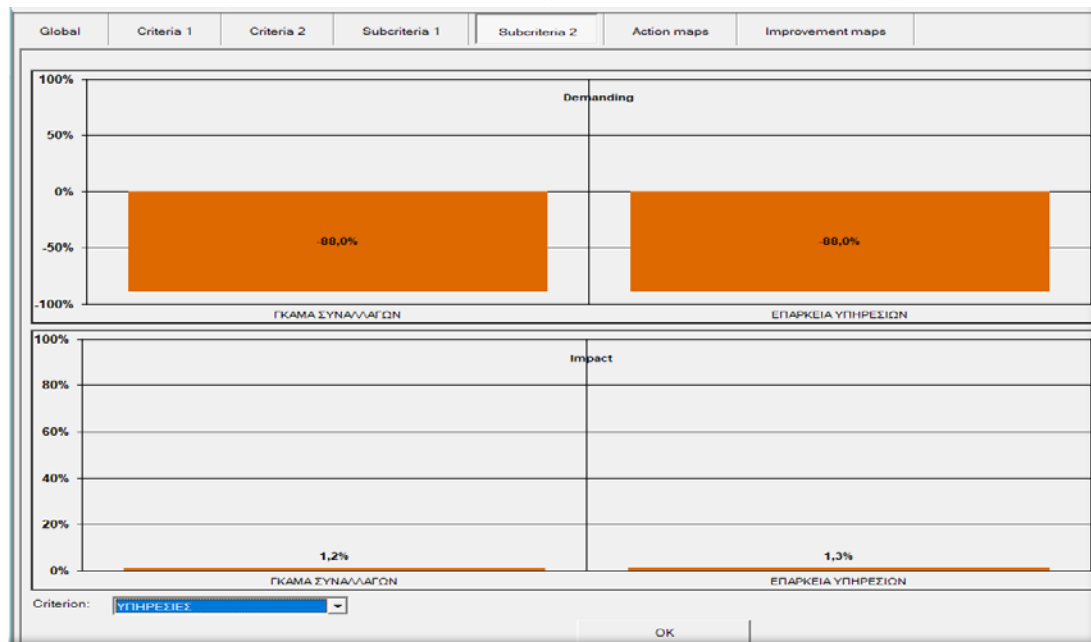 Global Criteria 1 Criteria 2 Subcriteria 1 Subcriteria 2 Action maps Improvement maps
100%
Demanding
50%
0%
-88,0% -88,0%
-50%
-100%
ΓΚΑΜΑ ΣΥΝΑΛΛΑΓΩΝ ΕΠΑΡΚΕΙΑ ΥΠΗΡΕΣΙΩΝ
100%
Impact
80%
60%
40%
20%
1,2% 1,3%
0%
ΓΚΑΜΑ ΣΥΝΑΛΛΑΓΩΝ ΕΠΑΡΚΕΙΑ ΥΠΗΡΕΣΙΩΝ
Criterion: ΥΠΗΡΕΣΙΕΣ
OK